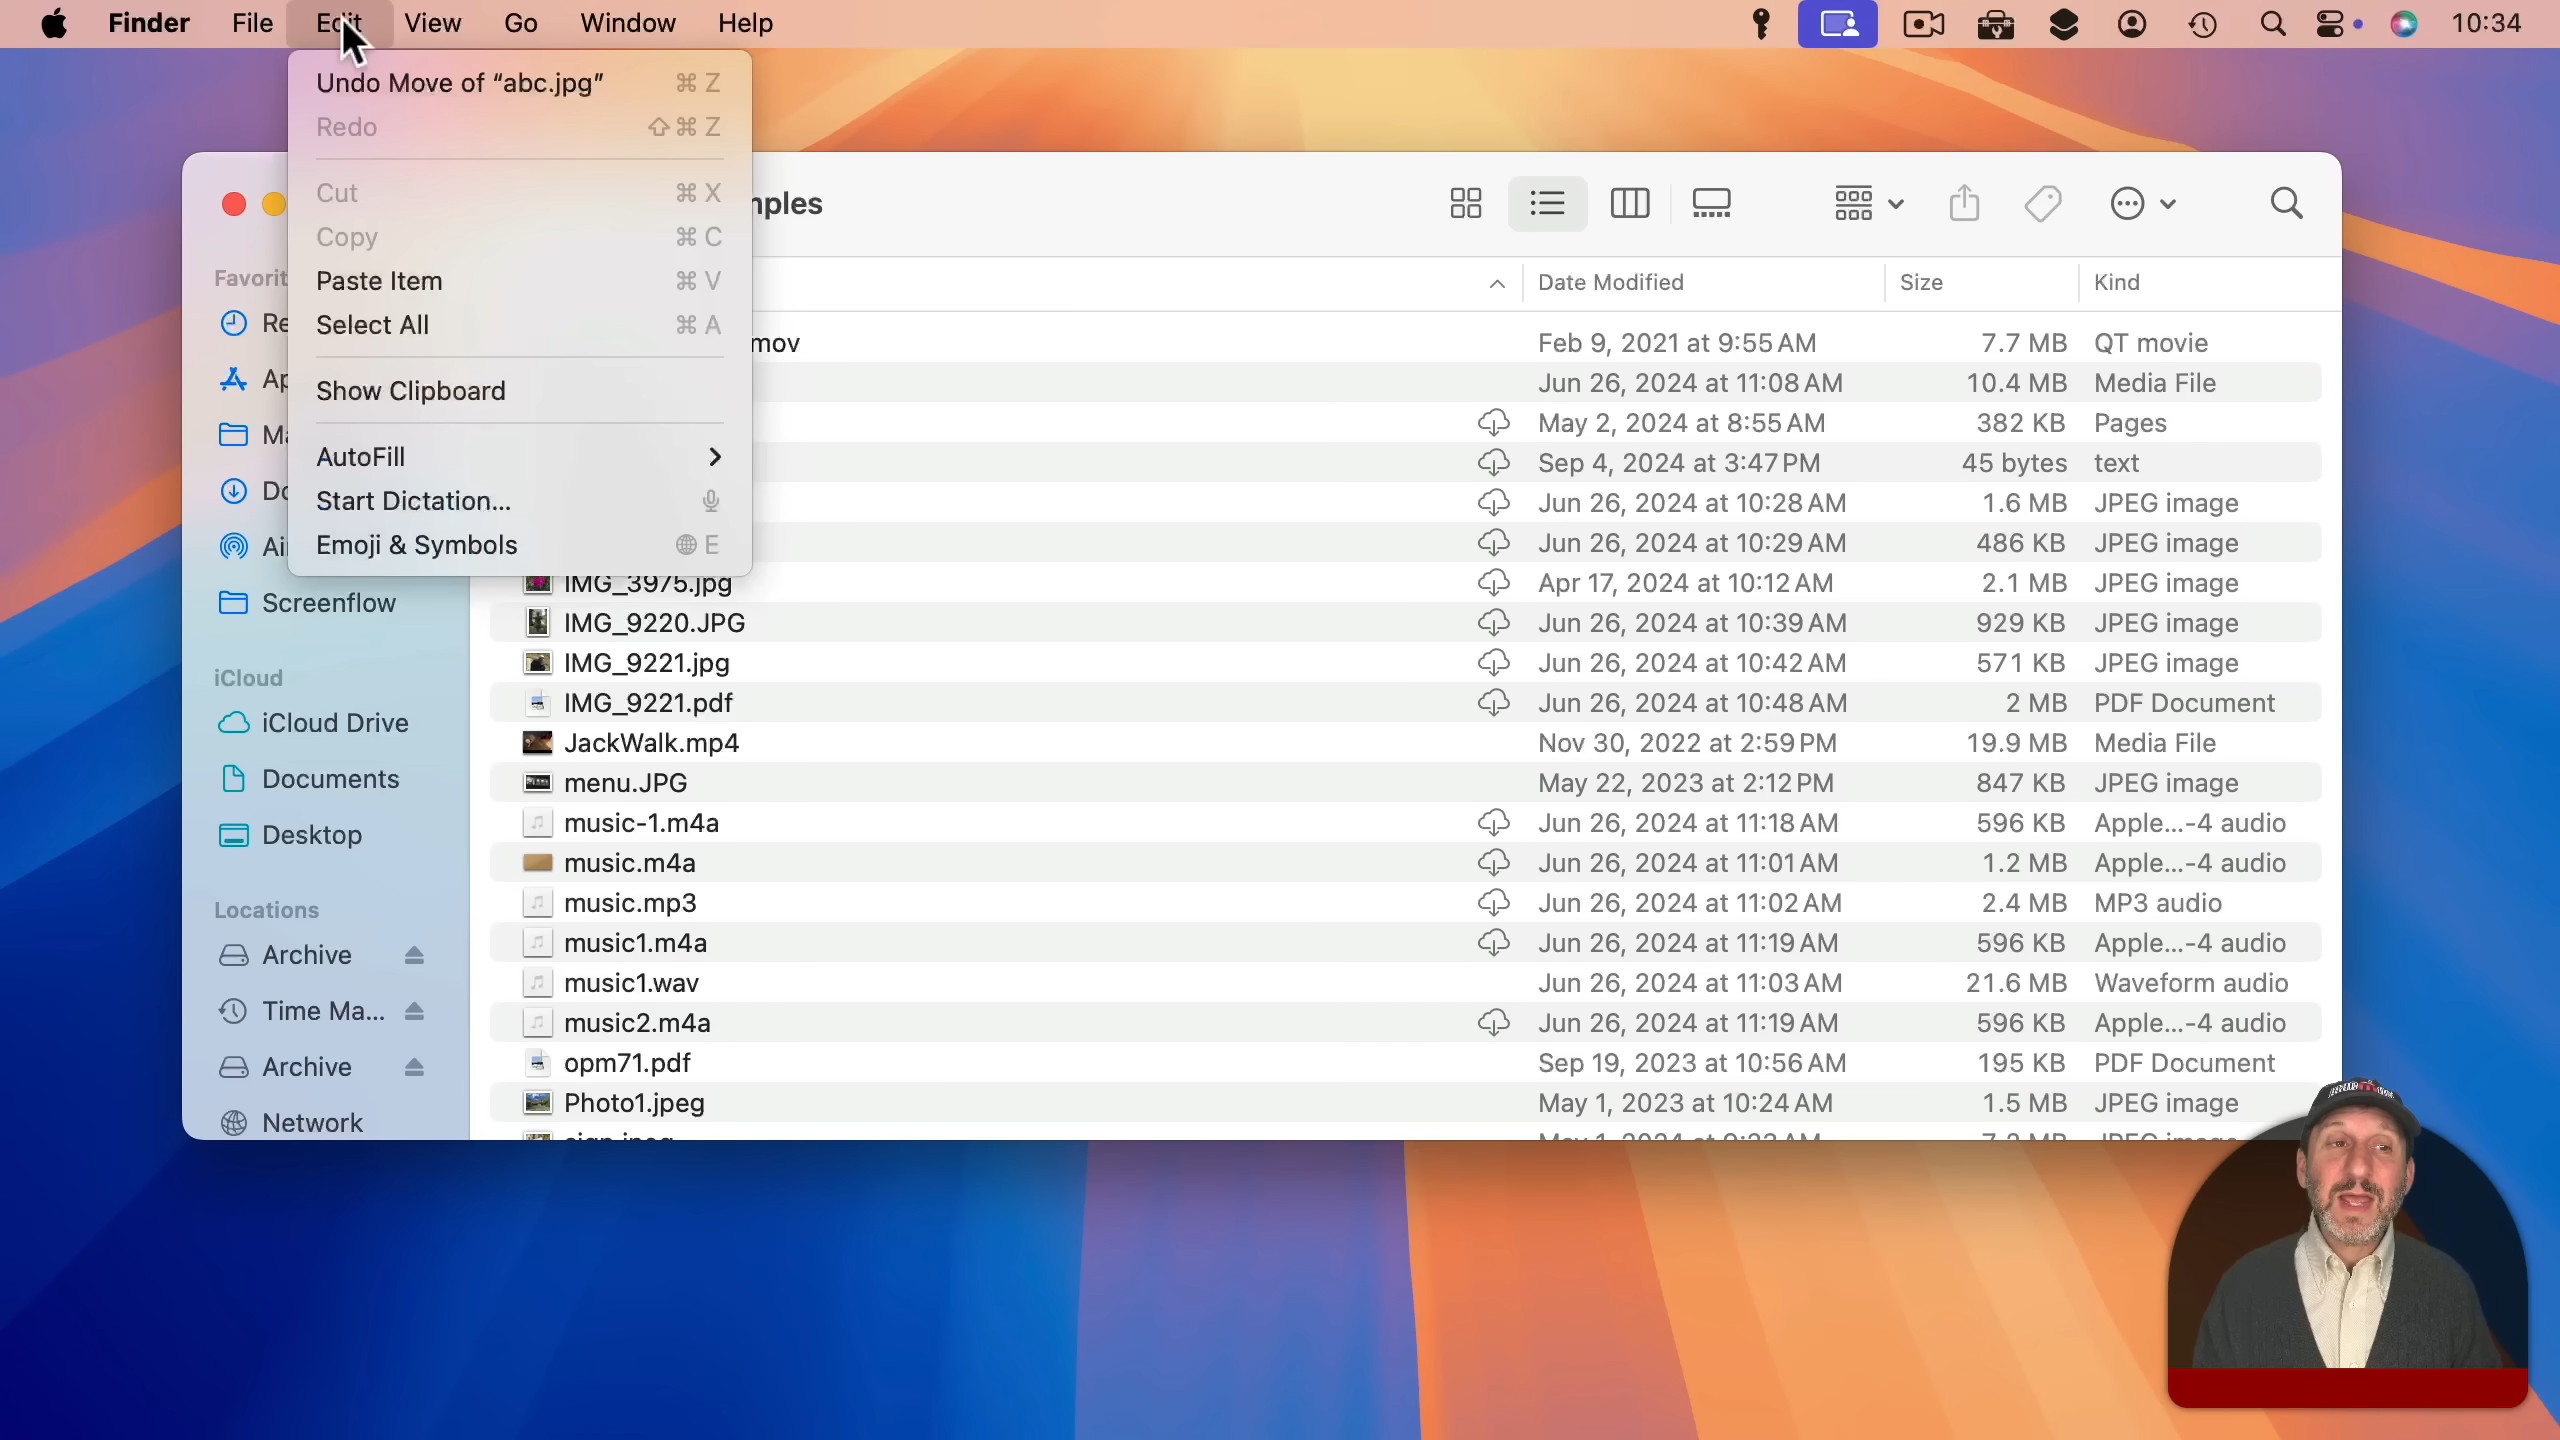 Finder File Edit View Go Window Help 10:34
Undo Move of “abc.jpg” ⌘ Z
Redo ⇧ ⌘ Z
Cut ⌘ X
Copy ⌘ C
Paste Item ⌘ V
Select All ⌘ A
Show Clipboard
AutoFill
Start Dictation...
Emoji & Symbols E
Favorit
Re
Ap
Ma
Do
Ai
Screenflow
iCloud
iCloud Drive
Documents
Desktop
Locations
Archive
Time Ma...
Archive
Network
nples
Date Modified Size Kind
mov Feb 9, 2021 at 9:55 AM 7.7 MB QT movie
Jun 26, 2024 at 11:08 AM 10.4 MB Media File
May 2, 2024 at 8:55 AM 382 KB Pages
Sep 4, 2024 at 3:47 PM 45 bytes text
Jun 26, 2024 at 10:28 AM 1.6 MB JPEG image
Jun 26, 2024 at 10:29 AM 486 KB JPEG image
IMG_3975.jpg Apr 17, 2024 at 10:12 AM 2.1 MB JPEG image
IMG_9220.JPG Jun 26, 2024 at 10:39 AM 929 KB JPEG image
IMG_9221.jpg Jun 26, 2024 at 10:42 AM 571 KB JPEG image
IMG_9221.pdf Jun 26, 2024 at 10:48 AM 2 MB PDF Document
JackWalk.mp4 Nov 30, 2022 at 2:59 PM 19.9 MB Media File
menu.JPG May 22, 2023 at 2:12 PM 847 KB JPEG image
music-1.m4a Jun 26, 2024 at 11:18 AM 596 KB Apple...-4 audio
music.m4a Jun 26, 2024 at 11:01 AM 1.2 MB Apple...-4 audio
music.mp3 Jun 26, 2024 at 11:02 AM 2.4 MB MP3 audio
music1.m4a Jun 26, 2024 at 11:19 AM 596 KB Apple...-4 audio
music1.wav Jun 26, 2024 at 11:03 AM 21.6 MB Waveform audio
music2.m4a Jun 26, 2024 at 11:19 AM 596 KB Apple...-4 audio
opm71.pdf Sep 19, 2023 at 10:56 AM 195 KB PDF Document
Photo1.jpeg May 1, 2023 at 10:24 AM 1.5 MB JPEG image